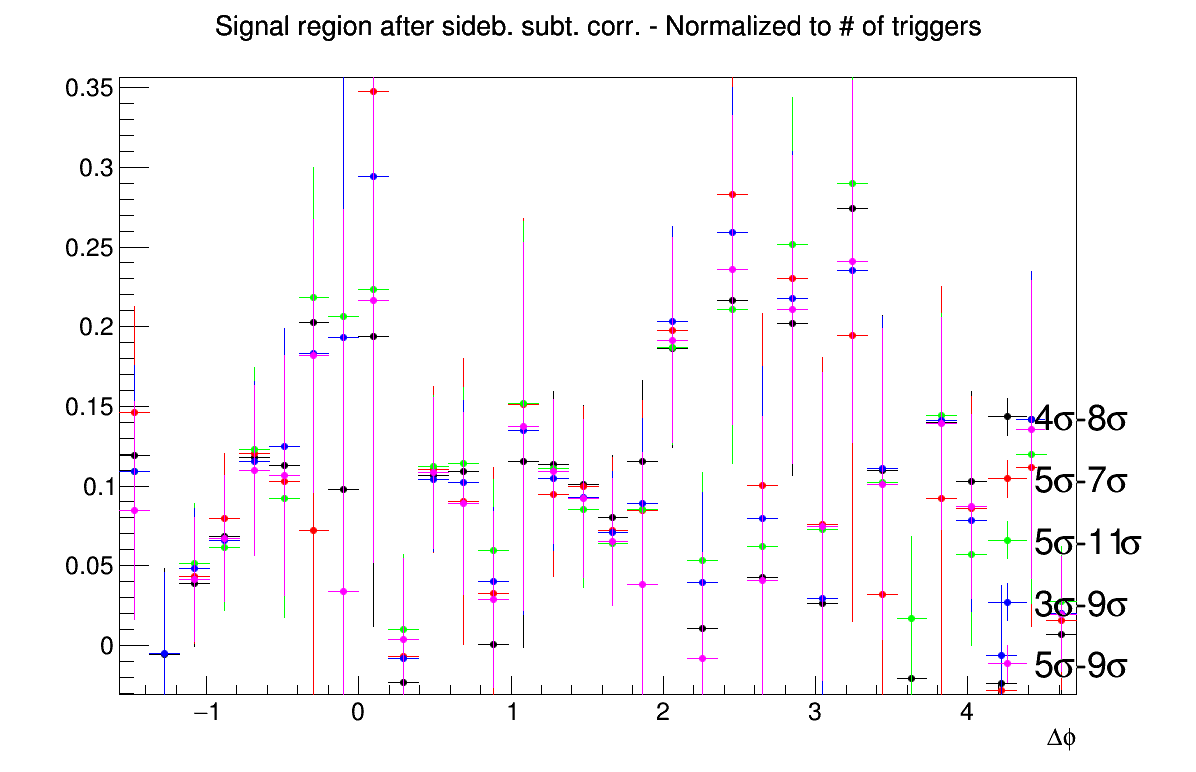 Signal region after sideb. subt. corr. - Normalized to # of triggers
0.35
0.3
0.25
0.2
0.15
0.1
0.05
0
4σ-8σ
5σ-7σ
5σ-11σ
3σ-9σ
5σ-9σ
−1 0 1 2 3 4
Δϕ